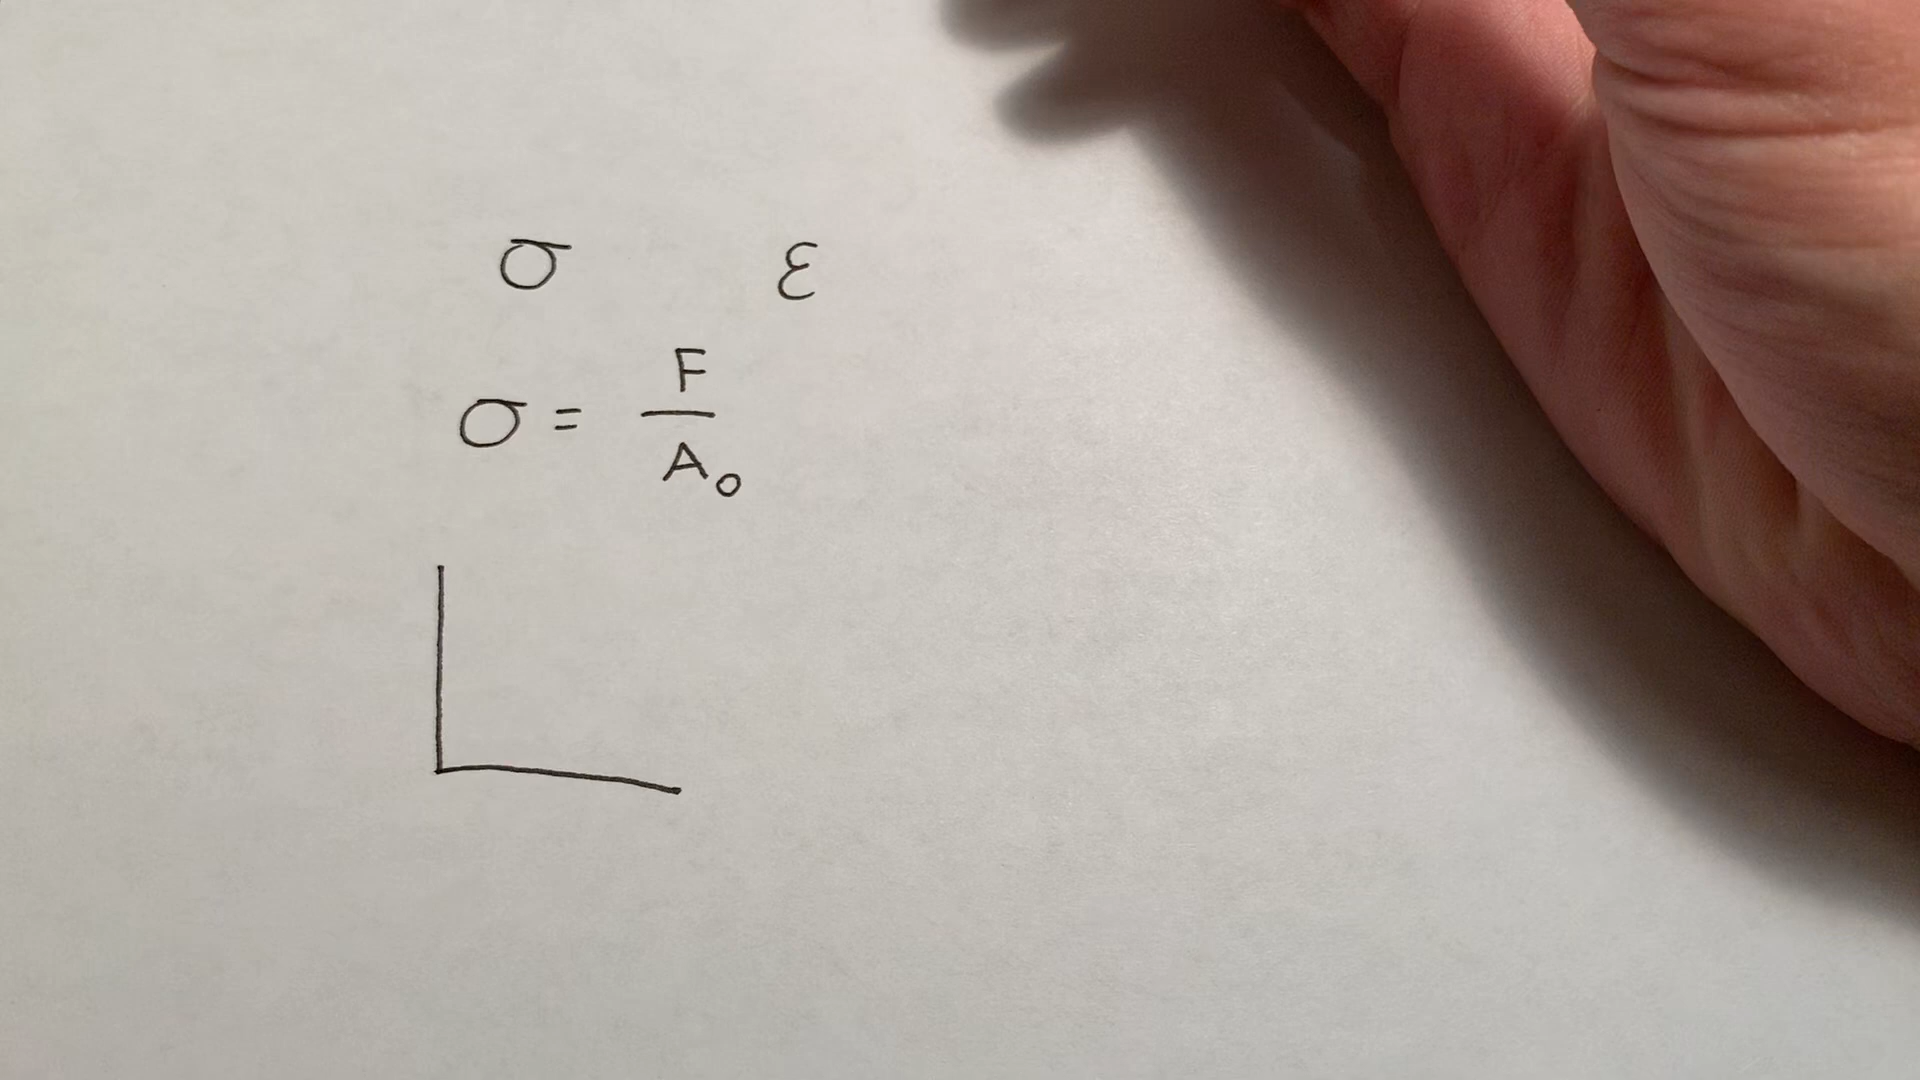 σ ε
σ = F / A₀